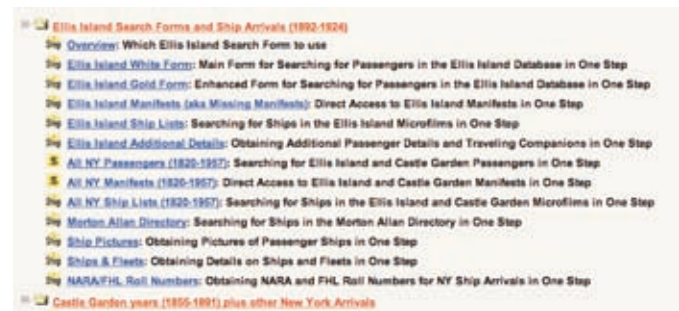 Ellis Island Search Forms and Ship Arrivals (1892-1924)
Overview: Which Ellis Island Search Form to use
Ellis Island White Form: Main Form for Searching for Passengers in the Ellis Island Database in One Step
Ellis Island Gold Form: Enhanced Form for Searching for Passengers in the Ellis Island Database in One Step
Ellis Island Manifests (aka Missing Manifests): Direct Access to Ellis Island Manifests in One Step
Ellis Island Ship Lists: Searching for Ships in the Ellis Island Microfilms in One Step
Ellis Island Additional Details: Obtaining Additional Passenger Details and Traveling Companions in One Step
$ All NY Passengers (1820-1957): Searching for Ellis Island and Castle Garden Passengers in One Step
$ All NY Manifests (1820-1957): Direct Access to Ellis Island and Castle Garden Manifests in One Step
All NY Ship Lists (1820-1957): Searching for Ships in the Ellis Island and Castle Garden Microfilms in One Step
Morton Allan Directory: Searching for Ships in the Morton Allan Directory in One Step
Ship Pictures: Obtaining Pictures of Passenger Ships in One Step
Ships & Fleets: Obtaining Details on Ships and Fleets in One Step
NARA/FHL Roll Numbers: Obtaining NARA and FHL Roll Numbers for NY Ship Arrivals in One Step
Castle Garden years (1855-1891) plus other New York Arrivals